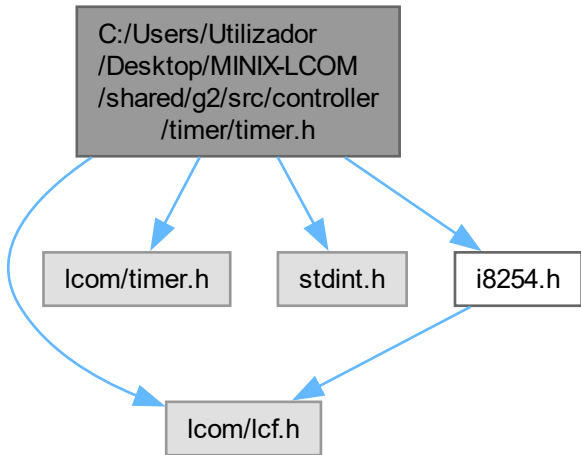 C:/Users/Utilizador
/Desktop/MINIX-LCOM
/shared/g2/src/controller
/timer/timer.h
lcom/timer.h
stdint.h
i8254.h
lcom/lcf.h